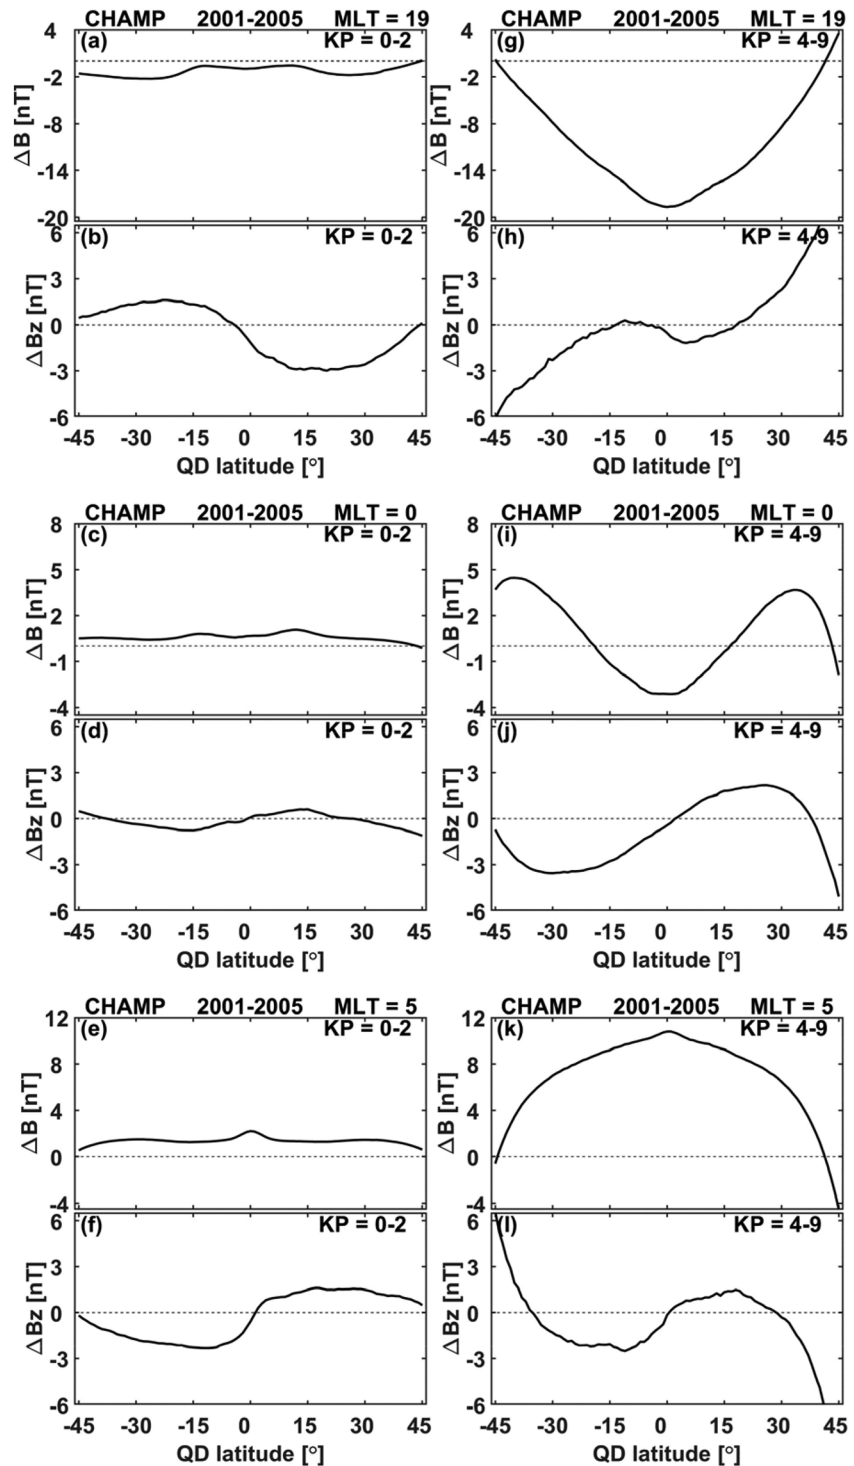 CHAMP 2001-2005 MLT = 19
(a) KP = 0-2
4
-2
-8
-14
-20
ΔB [nT]
(b) KP = 0-2
6
3
0
-3
-6
ΔBz [nT]
-45 -30 -15 0 15 30 45
QD latitude [°]
CHAMP 2001-2005 MLT = 19
(g) KP = 4-9
4
-2
-8
-14
-20
ΔB [nT]
(h) KP = 4-9
6
3
0
-3
-6
ΔBz [nT]
-45 -30 -15 0 15 30 45
QD latitude [°]
CHAMP 2001-2005 MLT = 0
(c) KP = 0-2
8
5
2
-1
-4
ΔB [nT]
(d) KP = 0-2
6
3
0
-3
-6
ΔBz [nT]
-45 -30 -15 0 15 30 45
QD latitude [°]
CHAMP 2001-2005 MLT = 0
(i) KP = 4-9
8
5
2
-1
-4
ΔB [nT]
(j) KP = 4-9
6
3
0
-3
-6
ΔBz [nT]
-45 -30 -15 0 15 30 45
QD latitude [°]
CHAMP 2001-2005 MLT = 5
(e) KP = 0-2
12
8
4
0
-4
ΔB [nT]
(f) KP = 0-2
6
3
0
-3
-6
ΔBz [nT]
-45 -30 -15 0 15 30 45
QD latitude [°]
CHAMP 2001-2005 MLT = 5
(k) KP = 4-9
12
8
4
0
-4
ΔB [nT]
(l) KP = 4-9
6
3
0
-3
-6
ΔBz [nT]
-45 -30 -15 0 15 30 45
QD latitude [°]